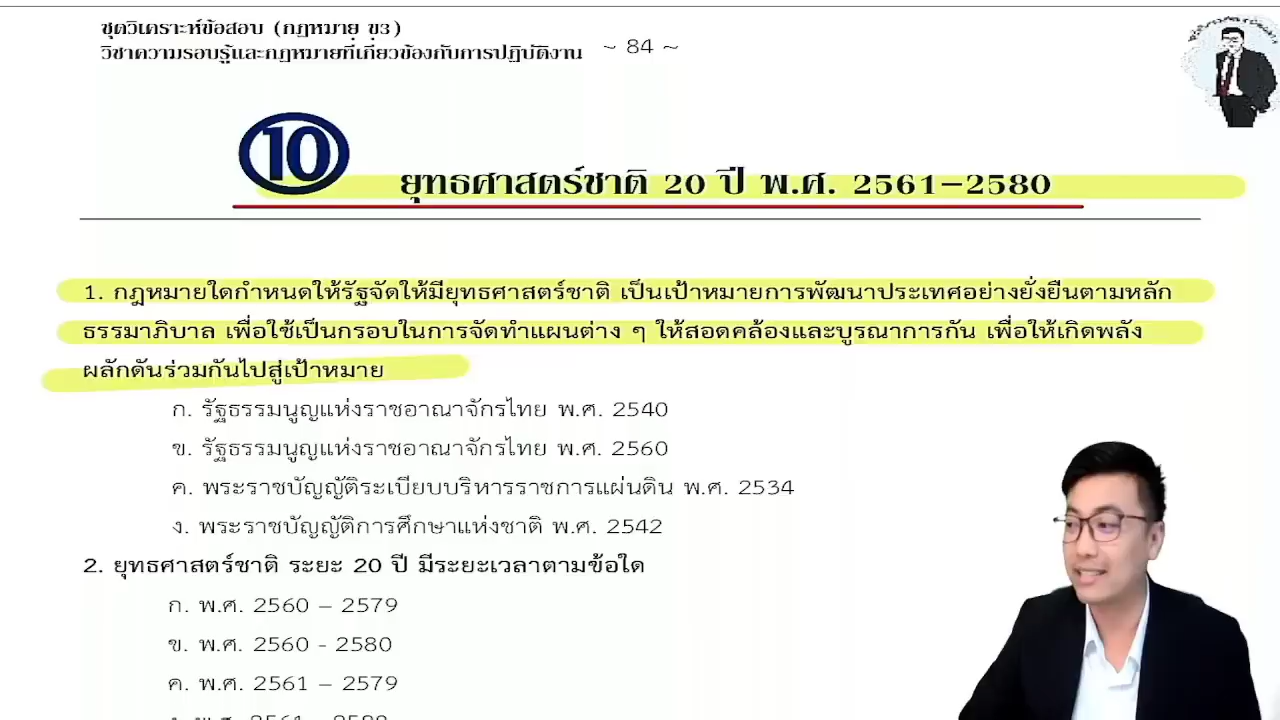 ชุดวิเคราะห์ข้อสอบ (กฎหมาย ข3)
วิชาความรอบรู้และกฎหมายที่เกี่ยวข้องกับการปฏิบัติงาน ~ 84 ~
10
ยุทธศาสตร์ชาติ 20 ปี พ.ศ. 2561-2580
1. กฎหมายใดกำหนดให้รัฐจัดให้มียุทธศาสตร์ชาติ เป็นเป้าหมายการพัฒนาประเทศอย่างยั่งยืนตามหลัก
ธรรมาภิบาล เพื่อใช้เป็นกรอบในการจัดทำแผนต่าง ๆ ให้สอดคล้องและบูรณาการกัน เพื่อให้เกิดพลัง
ผลักดันร่วมกันไปสู่เป้าหมาย
ก. รัฐธรรมนูญแห่งราชอาณาจักรไทย พ.ศ. 2540
ข. รัฐธรรมนูญแห่งราชอาณาจักรไทย พ.ศ. 2560
ค. พระราชบัญญัติระเบียบบริหารราชการแผ่นดิน พ.ศ. 2534
ง. พระราชบัญญัติการศึกษาแห่งชาติ พ.ศ. 2542
2. ยุทธศาสตร์ชาติ ระยะ 20 ปี มีระยะเวลาตามข้อใด
ก. พ.ศ. 2560 – 2579
ข. พ.ศ. 2560 - 2580
ค. พ.ศ. 2561 – 2579